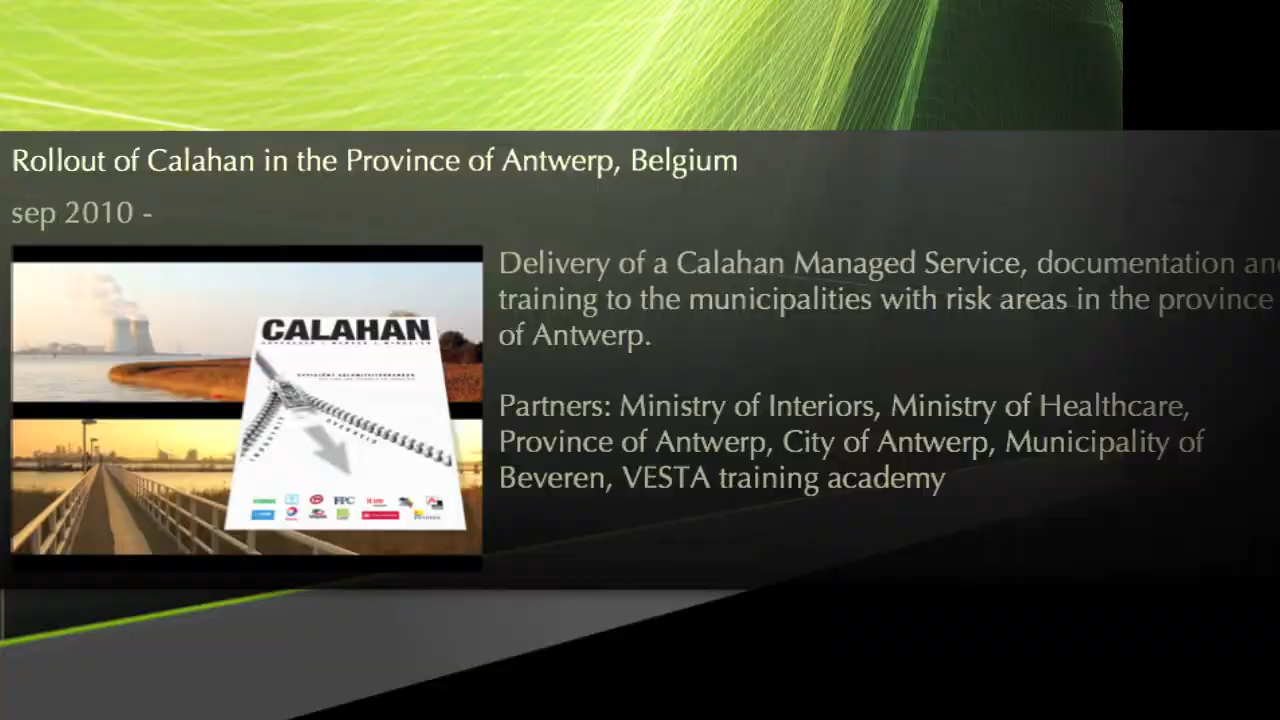 Rollout of Calahan in the Province of Antwerp, Belgium
sep 2010 -
Delivery of a Calahan Managed Service, documentation an
training to the municipalities with risk areas in the province
of Antwerp.
Partners: Ministry of Interiors, Ministry of Healthcare,
Province of Antwerp, City of Antwerp, Municipality of
Beveren, VESTA training academy
CALAHAN
FPC